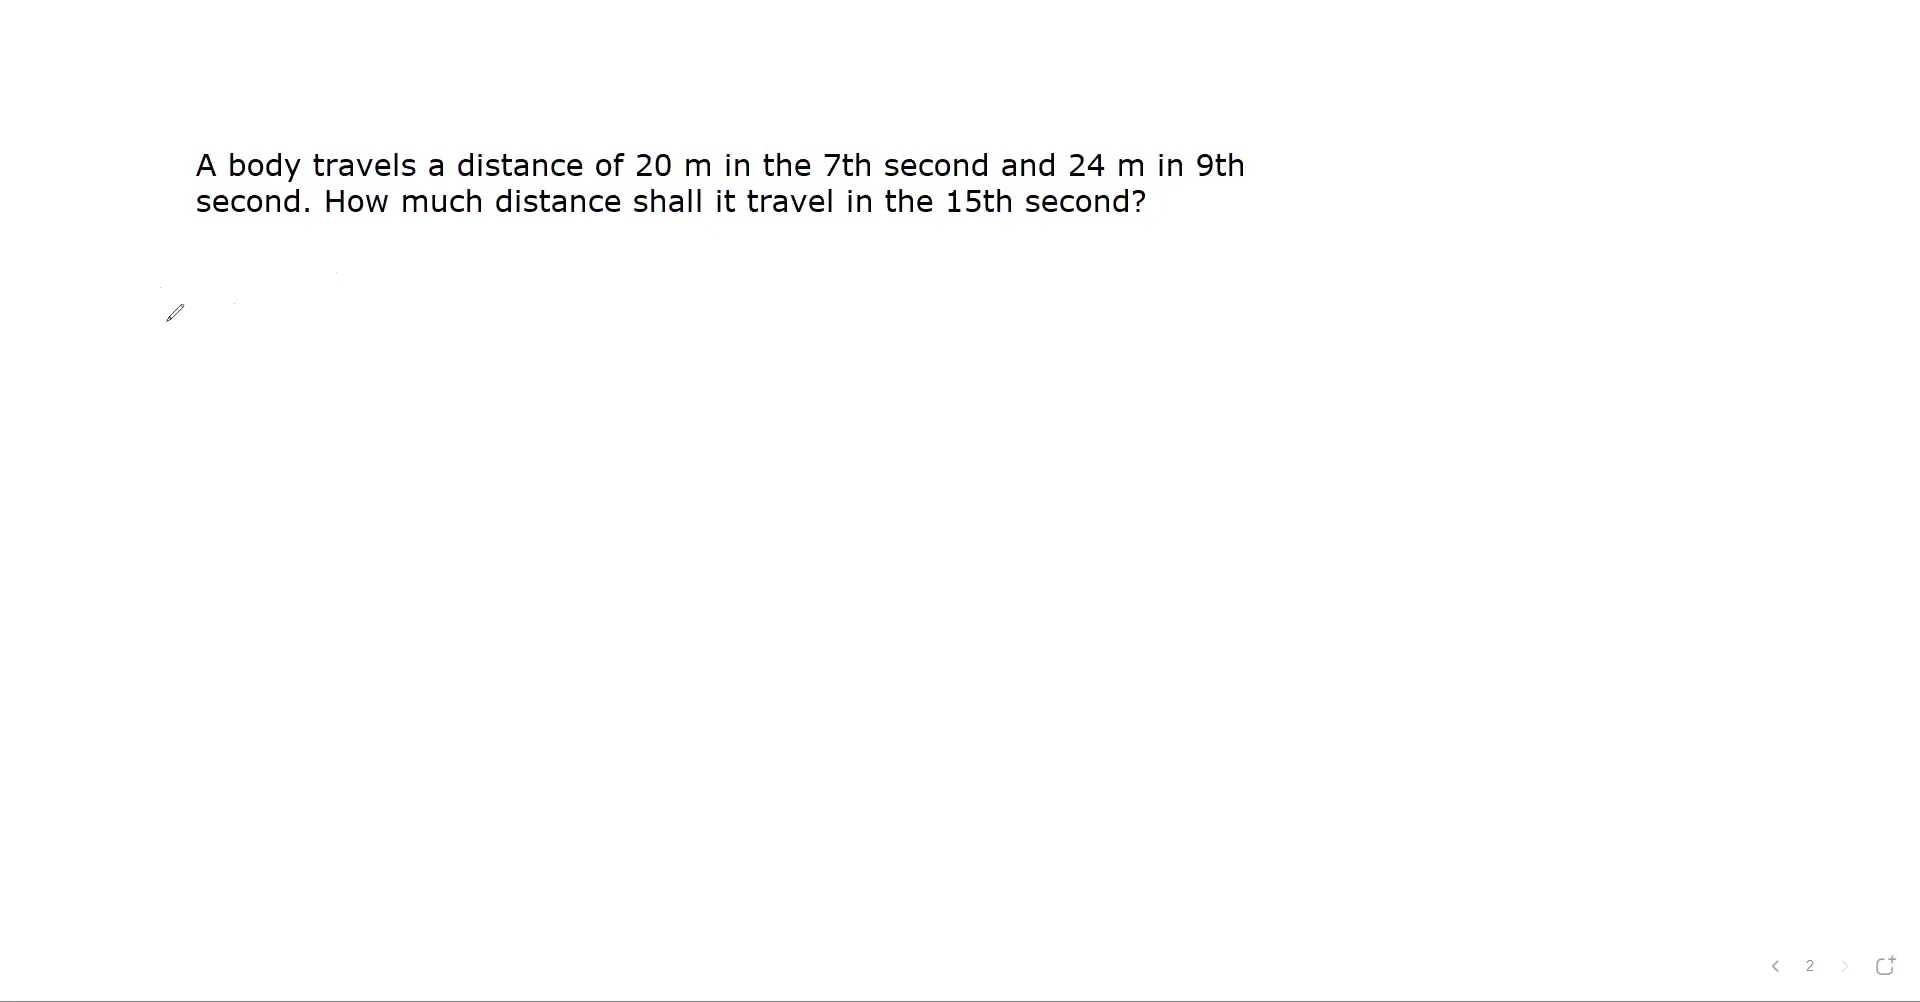 A body travels a distance of 20 m in the 7th second and 24 m in 9th
second. How much distance shall it travel in the 15th second?
2